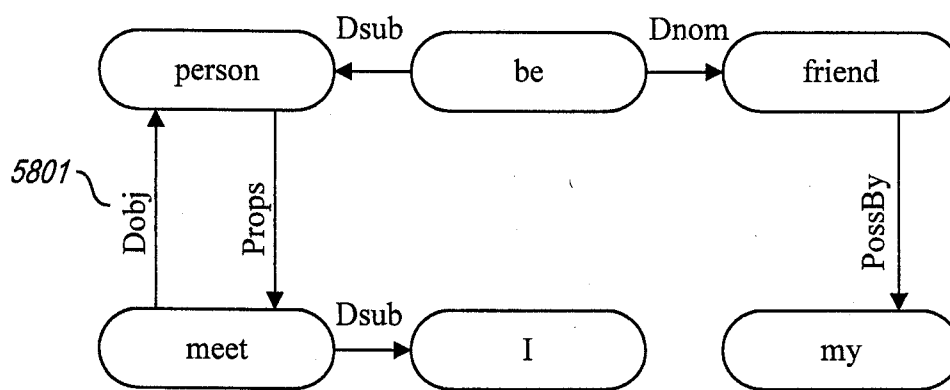 Dsub
Dnom
person
be
friend
5801
Dobj
Props
PossBy
Dsub
meet
I
my